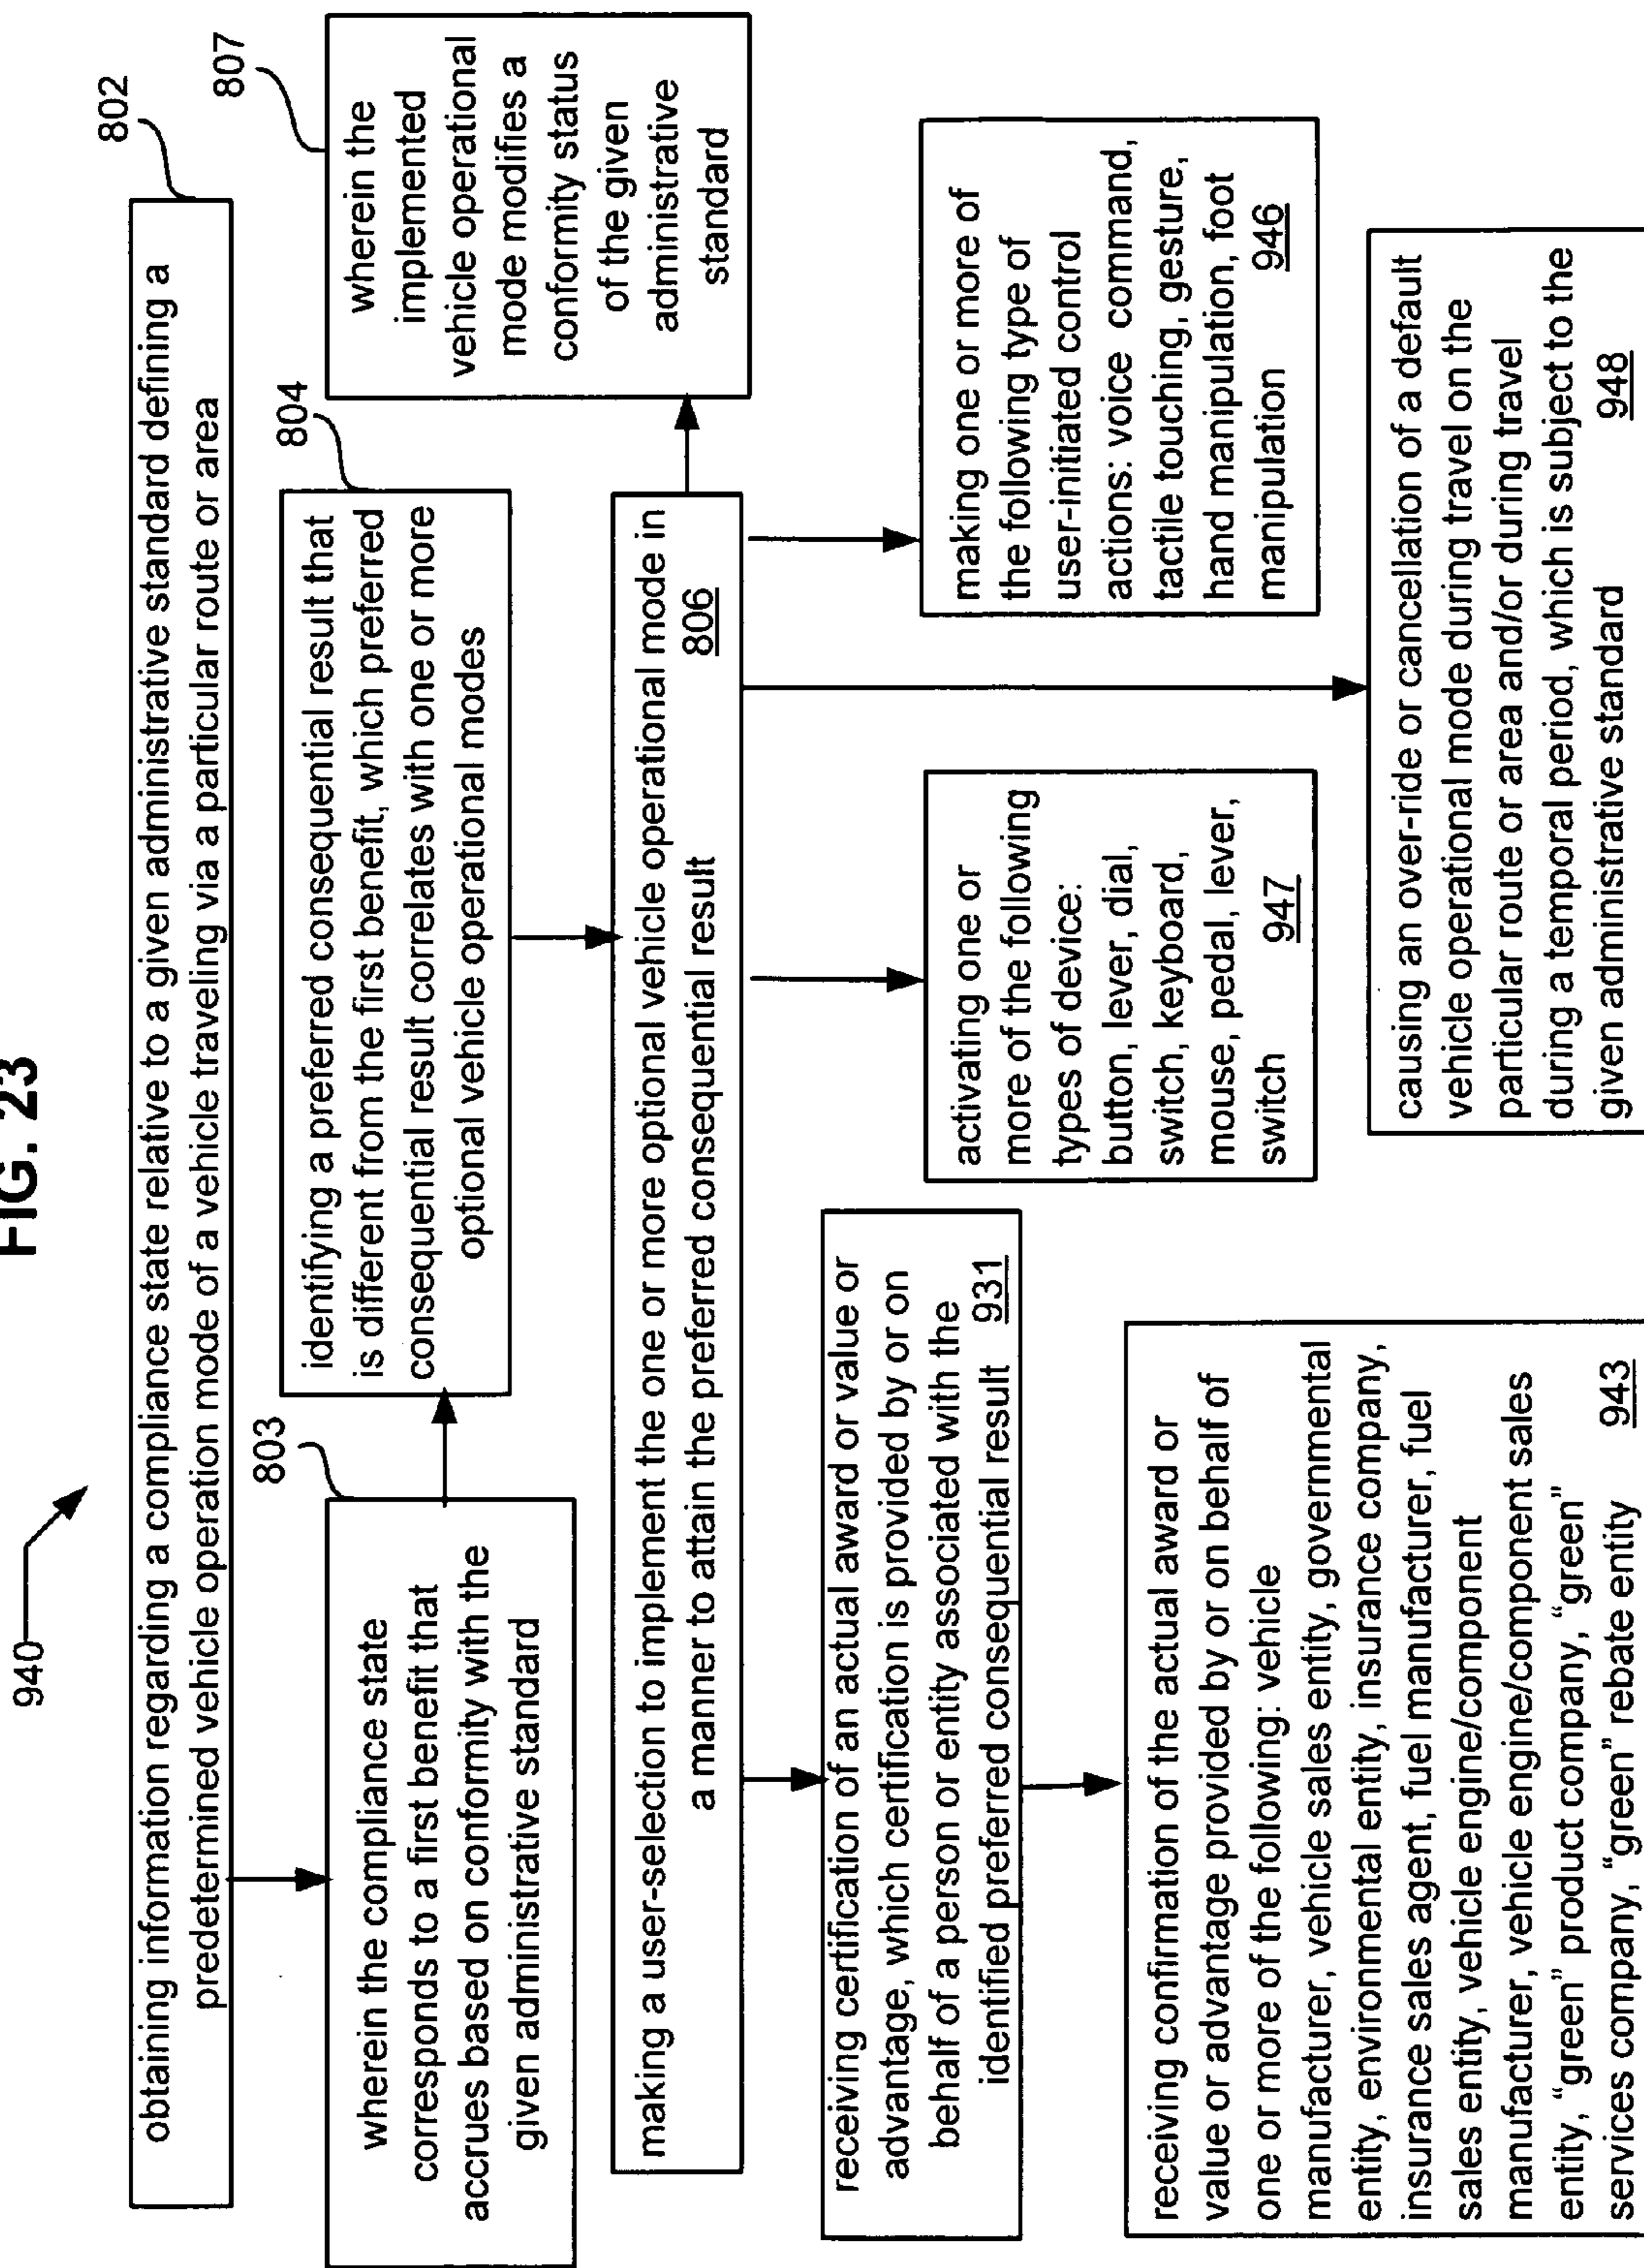 FIG. 23
940
802
obtaining information regarding a compliance state relative to a given administrative standard defining a
predetermined vehicle operation mode of a vehicle traveling via a particular route or area
803
wherein the compliance state
corresponds to a first benefit that
accrues based on conformity with the
given administrative standard
804
identifying a preferred consequential result that
is different from the first benefit, which preferred
consequential result correlates with one or more
optional vehicle operational modes
807
wherein the
implemented
vehicle operational
mode modifies a
conformity status
of the given
administrative
standard
making a user-selection to implement the one or more optional vehicle operational mode in
a manner to attain the preferred consequential result 806
receiving certification of an actual award or value or
advantage, which certification is provided by or on
behalf of a person or entity associated with the
identified preferred consequential result 931
activating one or
more of the following
types of device:
button, lever, dial,
switch, keyboard,
mouse, pedal, lever,
switch 947
making one or more of
the following type of
user-initiated control
actions: voice command,
tactile touching, gesture,
hand manipulation, foot
manipulation 946
receiving confirmation of the actual award or
value or advantage provided by or on behalf of
one or more of the following: vehicle
manufacturer, vehicle sales entity, governmental
entity, environmental entity, insurance company,
insurance sales agent, fuel manufacturer, fuel
sales entity, vehicle engine/component
manufacturer, vehicle engine/component sales
entity, “green” product company, “green”
services company, “green” rebate entity 943
causing an over-ride or cancellation of a default
vehicle operational mode during travel on the
particular route or area and/or during travel
during a temporal period, which is subject to the
given administrative standard 948